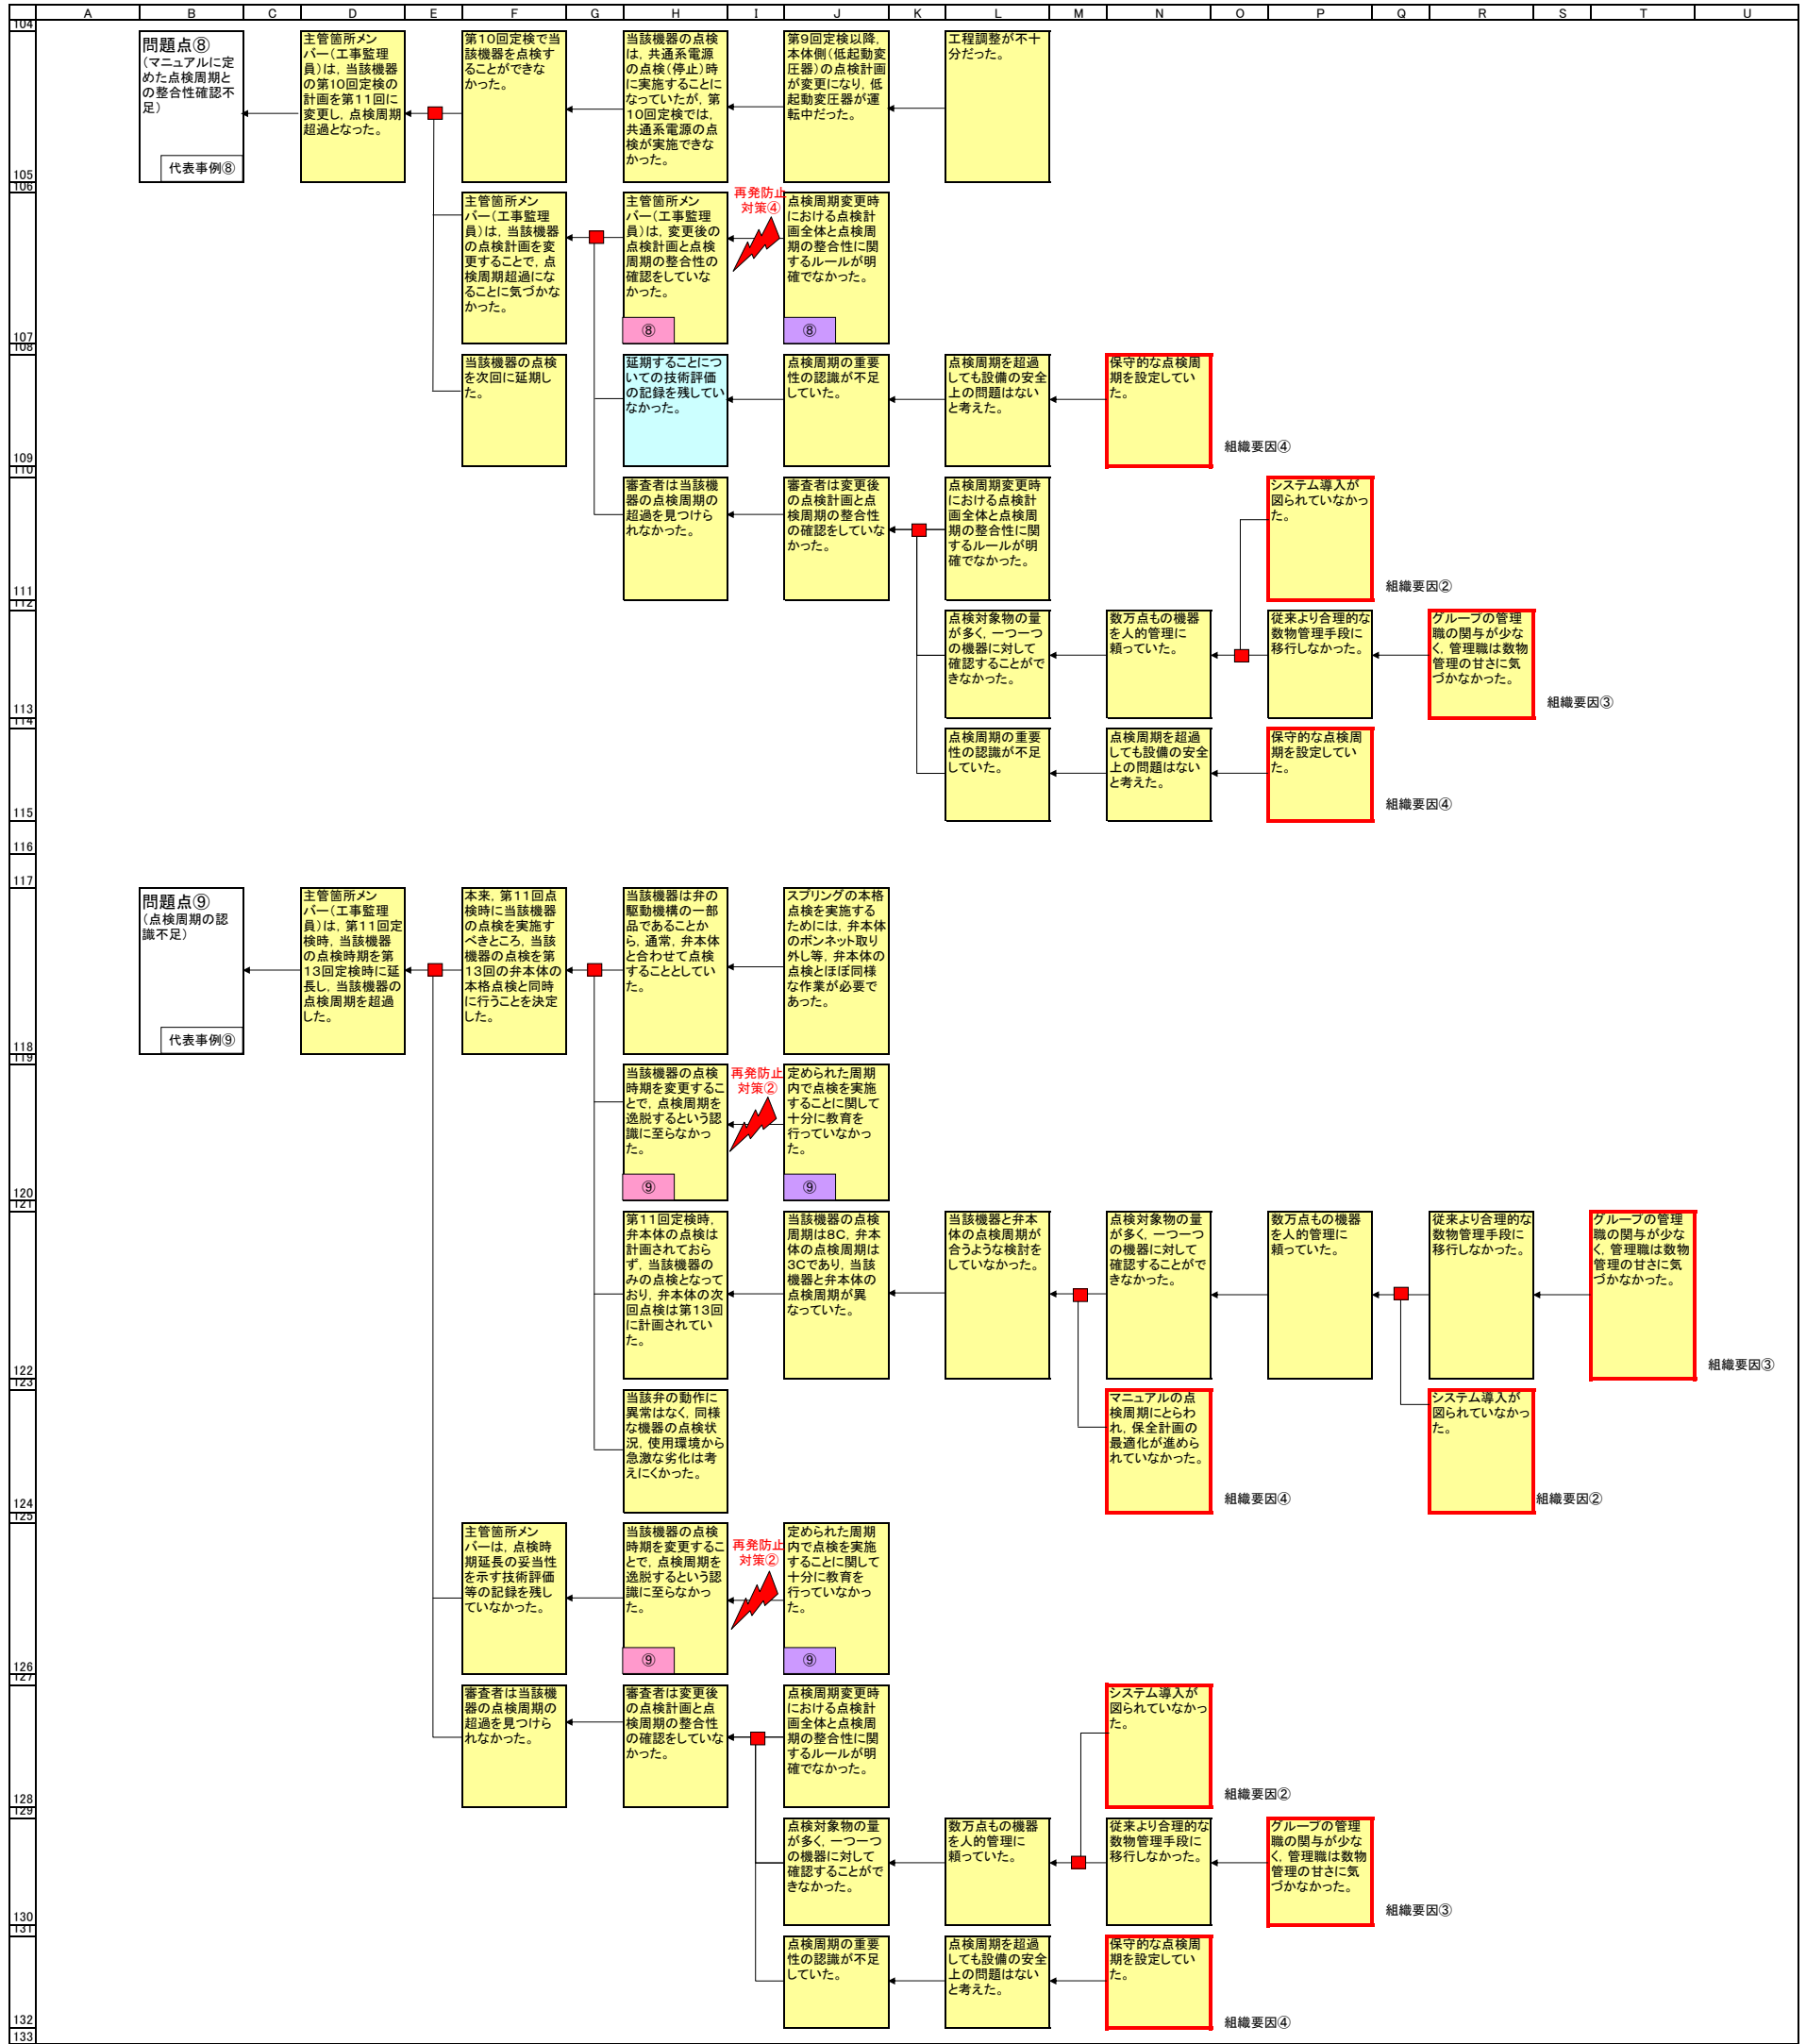 A B C D E F G H I J K L M N O P Q R S T U
104
問題点⑧
(マニュアルに定
めた点検周期と
の整合性確認不
足)
代表事例⑧
主管箇所メン
バー(工事監理
員)は，当該機器
の第10回定検の
計画を第11回に
変更し，点検周期
超過となった。
第10回定検で当
該機器を点検す
ることができな
かった。
当該機器の点検
は，共通系電源
の点検(停止)時
に実施することに
なっていたが，第
10回定検では，
共通系電源の点
検が実施できな
かった。
第9回定検以降，
本体側(低起動変
圧器)の点検計画
が変更になり，低
起動変圧器が運
転中だった。
工程調整が不十
分だった。
105
106
主管箇所メン
バー(工事監理
員)は，当該機器
の点検計画を変
更することで，点
検周期超過にな
ることに気づかな
かった。
主管箇所メン
バー(工事監理
員)は，変更後の
点検計画と点検
周期の整合性の
確認をしていな
かった。
⑧
再発防止
対策④
点検周期変更時
における点検計
画全体と点検周
期の整合性に関
するルールが明
確でなかった。
⑧
107
108
当該機器の点検
を次回に延期し
た。
延期することにつ
いての技術評価
の記録を残してい
なかった。
点検周期の重要
性の認識が不足
していた。
点検周期を超過
しても設備の安全
上の問題はない
と考えた。
保守的な点検周
期を設定してい
た。
組織要因④
109
110
審査者は当該機
器の点検周期の
超過を見つけら
れなかった。
審査者は変更後
の点検計画と点
検周期の整合性
の確認をしていな
かった。
点検周期変更時
における点検計
画全体と点検周
期の整合性に関
するルールが明
確でなかった。
システム導入が
図られていなかっ
た。
組織要因②
111
112
点検対象物の量
が多く，一つ一つ
の機器に対して
確認することがで
きなかった。
数万点もの機器
を人的管理に
頼っていた。
従来より合理的な
数物管理手段に
移行しなかった。
グループの管理
職の関与が少な
く，管理職は数物
管理の甘さに気
づかなかった。
組織要因③
113
114
点検周期の重要
性の認識が不足
していた。
点検周期を超過
しても設備の安全
上の問題はない
と考えた。
保守的な点検周
期を設定してい
た。
組織要因④
115
116
117
問題点⑨
(点検周期の認
識不足)
代表事例⑨
主管箇所メン
バー(工事監理
員)は，第11回定
検時，当該機器
の点検時期を第
13回定検時に延
長し，当該機器の
点検周期を超過
した。
本来，第11回点
検時に当該機器
の点検を実施す
べきところ，当該
機器の点検を第
13回の弁本体の
本格点検と同時
に行うことを決定
した。
当該機器は弁の
駆動機構の一部
品であることか
ら，通常，弁本体
と合わせて点検
することとしてい
た。
スプリングの本格
点検を実施する
ためには，弁本体
のボンネット取り
外し等，弁本体の
点検とほぼ同様
な作業が必要で
あった。
118
119
当該機器の点検
時期を変更するこ
とで，点検周期を
逸脱するという認
識に至らなかっ
た。
⑨
再発防止
対策②
定められた周期
内で点検を実施
することに関して
十分に教育を
行っていなかっ
た。
⑨
120
121
第11回定検時，
弁本体の点検は
計画されておら
ず，当該機器の
みの点検となって
おり，弁本体の次
回点検は第13回
に計画されてい
た。
当該機器の点検
周期は8C，弁本
体の点検周期は
3Cであり，当該
機器と弁本体の
点検周期が異
なっていた。
当該機器と弁本
体の点検周期が
合うような検討を
していなかった。
点検対象物の量
が多く，一つ一つ
の機器に対して
確認することがで
きなかった。
数万点もの機器
を人的管理に
頼っていた。
従来より合理的な
数物管理手段に
移行しなかった。
グループの管理
職の関与が少な
く，管理職は数物
管理の甘さに気
づかなかった。
組織要因③
122
123
当該弁の動作に
異常はなく，同様
な機器の点検状
況，使用環境から
急激な劣化は考
えにくかった。
マニュアルの点
検周期にとらわ
れ，保全計画の
最適化が進めら
れていなかった。
組織要因④
システム導入が
図られていなかっ
た。
組織要因②
124
125
主管箇所メン
バーは，点検時
期延長の妥当性
を示す技術評価
等の記録を残し
ていなかった。
当該機器の点検
時期を変更するこ
とで，点検周期を
逸脱するという認
識に至らなかっ
た。
⑨
再発防止
対策②
定められた周期
内で点検を実施
することに関して
十分に教育を
行っていなかっ
た。
⑨
126
127
審査者は当該機
器の点検周期の
超過を見つけら
れなかった。
審査者は変更後
の点検計画と点
検周期の整合性
の確認をしていな
かった。
点検周期変更時
における点検計
画全体と点検周
期の整合性に関
するルールが明
確でなかった。
システム導入が
図られていなかっ
た。
組織要因②
128
129
点検対象物の量
が多く，一つ一つ
の機器に対して
確認することがで
きなかった。
数万点もの機器
を人的管理に
頼っていた。
従来より合理的な
数物管理手段に
移行しなかった。
グループの管理
職の関与が少な
く，管理職は数物
管理の甘さに気
づかなかった。
組織要因③
130
131
点検周期の重要
性の認識が不足
していた。
点検周期を超過
しても設備の安全
上の問題はない
と考えた。
保守的な点検周
期を設定してい
た。
組織要因④
132
133